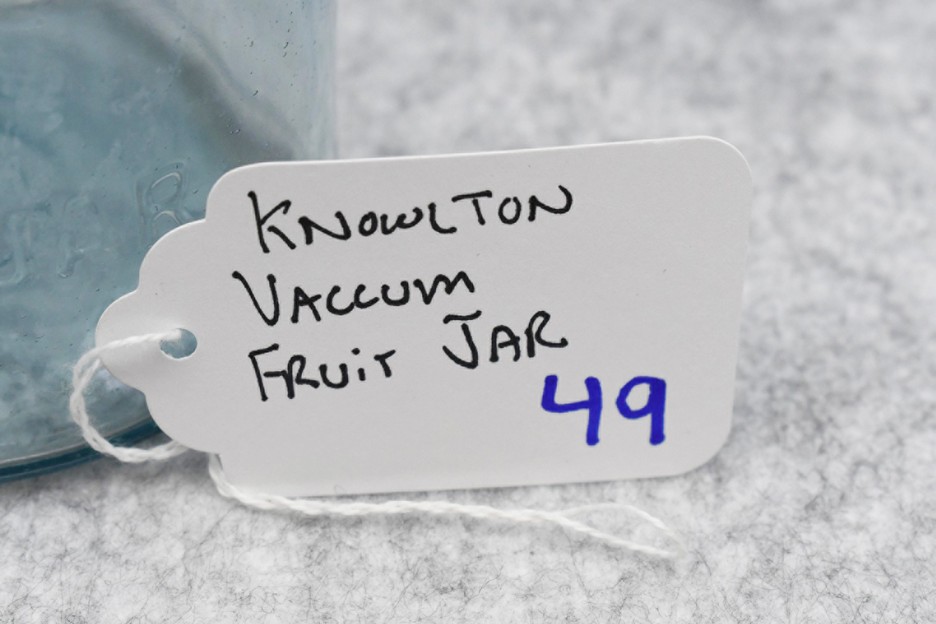 KNOWLTON
VACCUM
FRUIT JAR
49